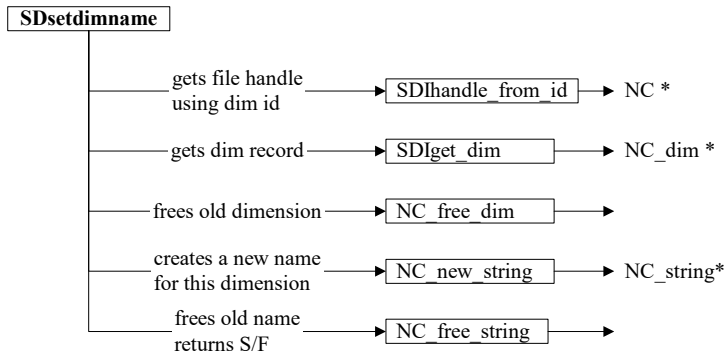 SDsetdimname
gets file handle
using dim id
SDIhandle_from_id
NC *
gets dim record
SDIget_dim
NC_dim *
frees old dimension
NC_free_dim
creates a new name
for this dimension
NC_new_string
NC_string*
frees old name
returns S/F
NC_free_string